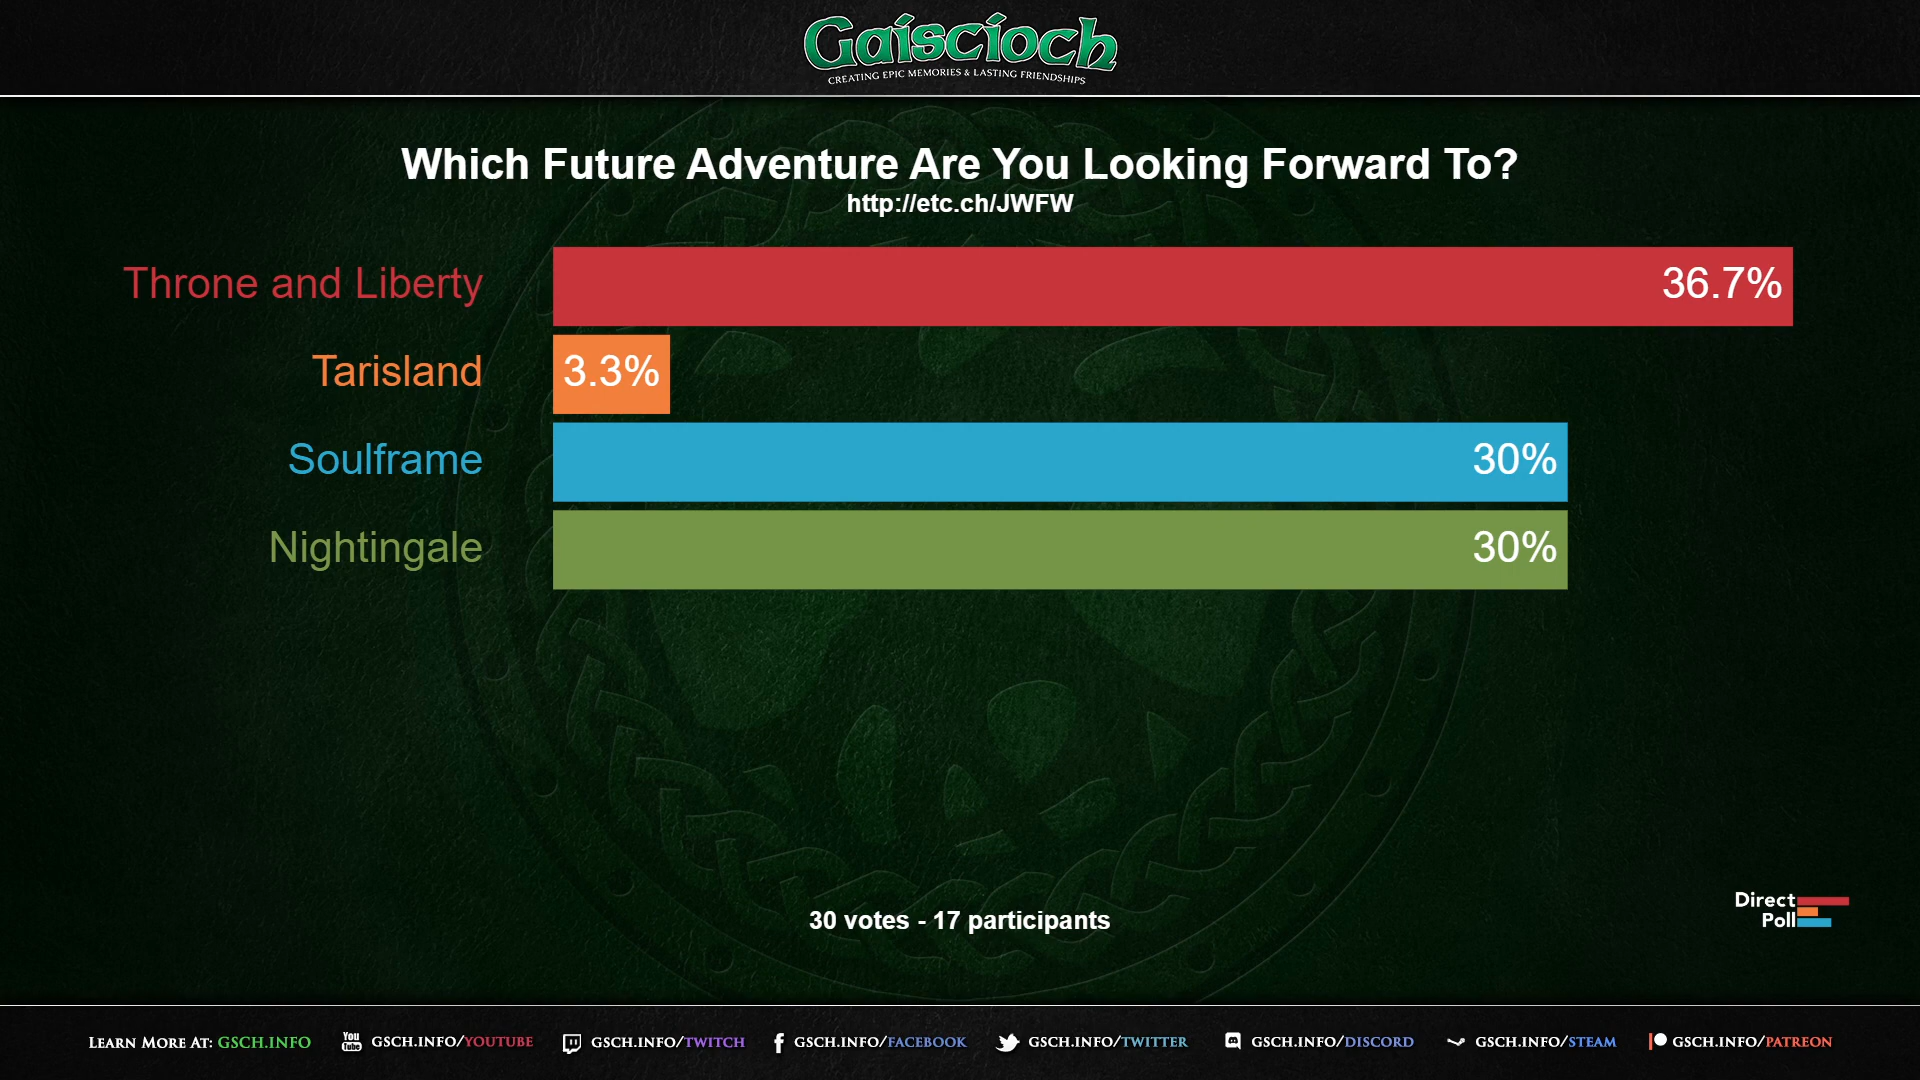 Gaiscíoch
CREATING EPIC MEMORIES & LASTING FRIENDSHIPS
Which Future Adventure Are You Looking Forward To?
http://etc.ch/JWFW
Throne and Liberty 36.7%
Tarisland 3.3%
Soulframe 30%
Nightingale 30%
30 votes - 17 participants
Direct
Poll
LEARN MORE AT: GSCH.INFO You Tube GSCH.INFO/YOUTUBE GSCH.INFO/TWITCH GSCH.INFO/FACEBOOK GSCH.INFO/TWITTER GSCH.INFO/DISCORD GSCH.INFO/STEAM GSCH.INFO/PATREON